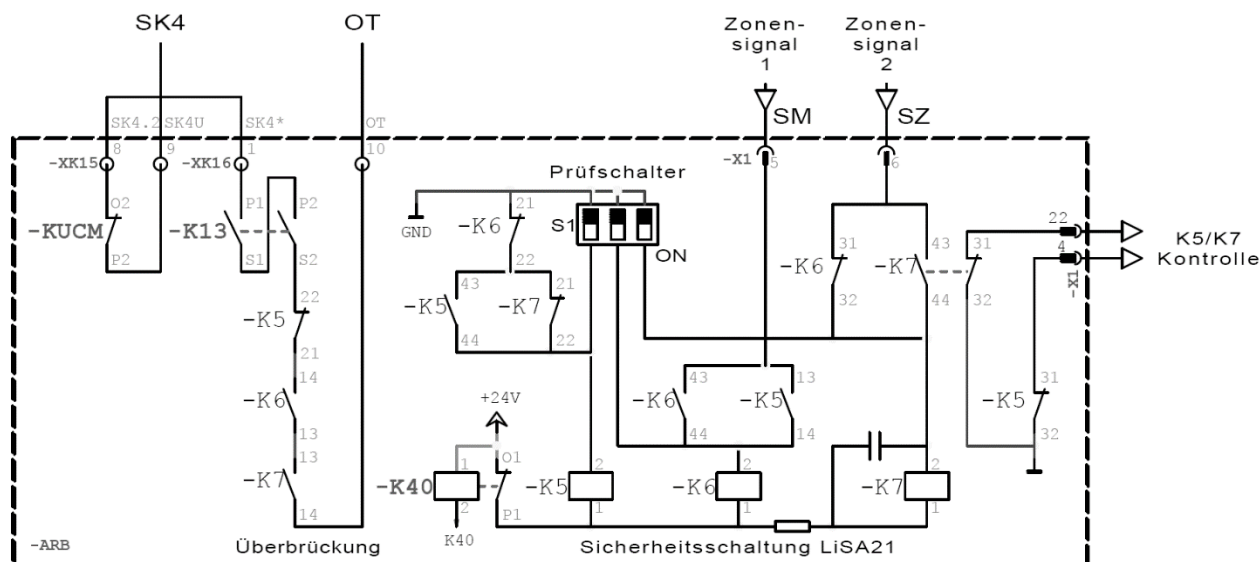 SK4 OT
Zonen-
signal
1
Zonen-
signal
2
SM SZ
SK4.2 SK4U SK4* OT
8 9 1 10
-XK15 -XK16
-X1 5 6
Prüfschalter
O2 P1 P2
-KUCM -K13
P2 S1 S2
GND
-K6 21
22
S1
ON
31 43 31
-K6 -K7
32 44 32
22
4
-X1
K5/K7
Kontrolle
22
-K5
21
43 21
-K5 -K7
44 22
14
-K6
13
43 13
-K6 -K5
44 14
31
-K5
32
+24V
13
-K7
14
1 O1
-K40
2 P1
K40
2
-K5
1
2
-K6
1
2
-K7
1
-ARB
Überbrückung
Sicherheitsschaltung LiSA21